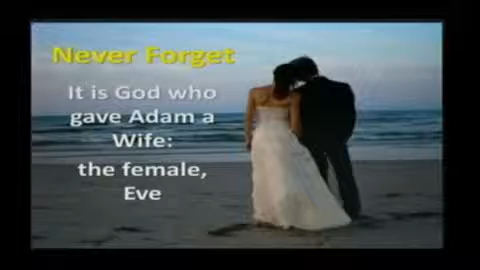 Never Forget
It is God who
gave Adam a
Wife:
the female,
Eve